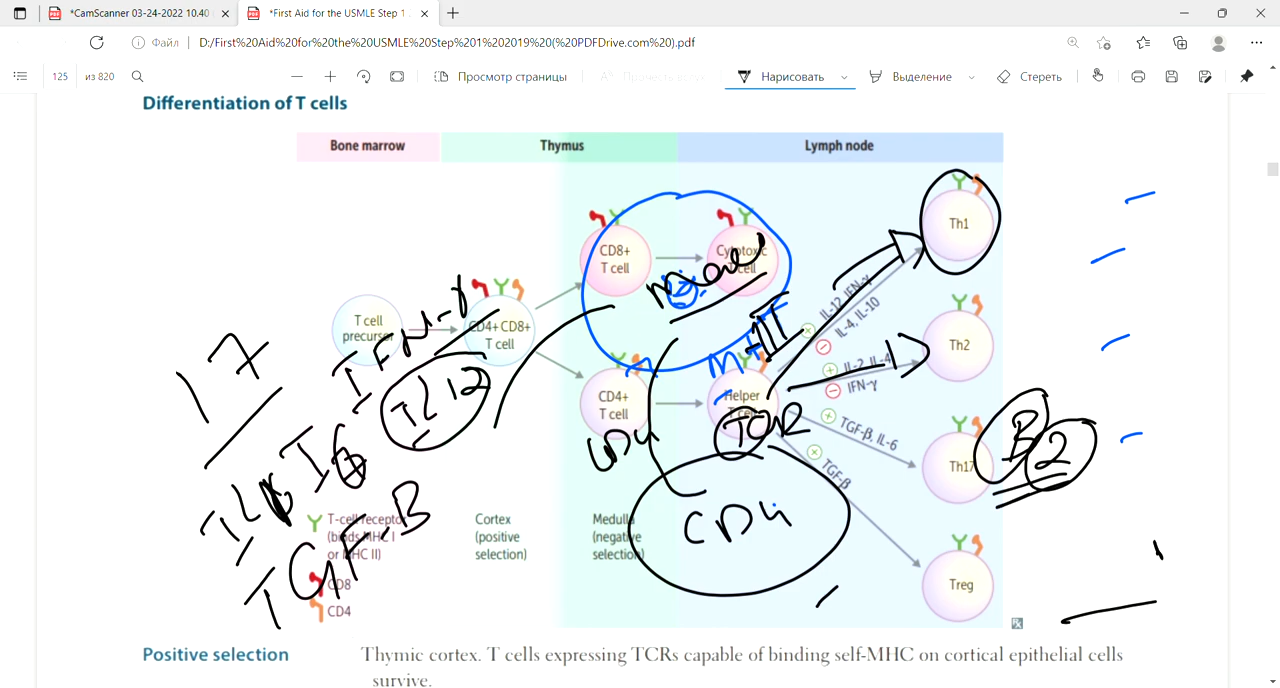 *CamScanner 03-24-2022 10.40
*First Aid for the USMLE Step 1
Файл
D:/First%20Aid%20for%20the%20USMLE%20Step%201%202019%20(%20PDFDrive.com%20).pdf
125
из 820
Просмотр страницы
Прочесть вслух
Нарисовать
Выделение
Стереть
Differentiation of T cells
Bone marrow
Thymus
Lymph node
T cell
precursor
CD4+ CD8+
T cell
CD8+
T cell
Cytotoxic
T cell
CD4+
T cell
Helper
T cell
IL-12, IFN-γ
IL-4, IL-10
IL-2, IL-4
IFN-γ
TGF-β, IL-6
TGF-β
Th1
Th2
Th17
Treg
17
IFN-γ
IL12
IL6
TGF-B
CD4
TCR
CD4
B
2
T-cell receptor
(binds MHC I
or MHC II)
CD8
CD4
Cortex
(positive
selection)
Medulla
(negative
selection)
Positive selection
Thymic cortex. T cells expressing TCRs capable of binding self-MHC on cortical epithelial cells
survive.